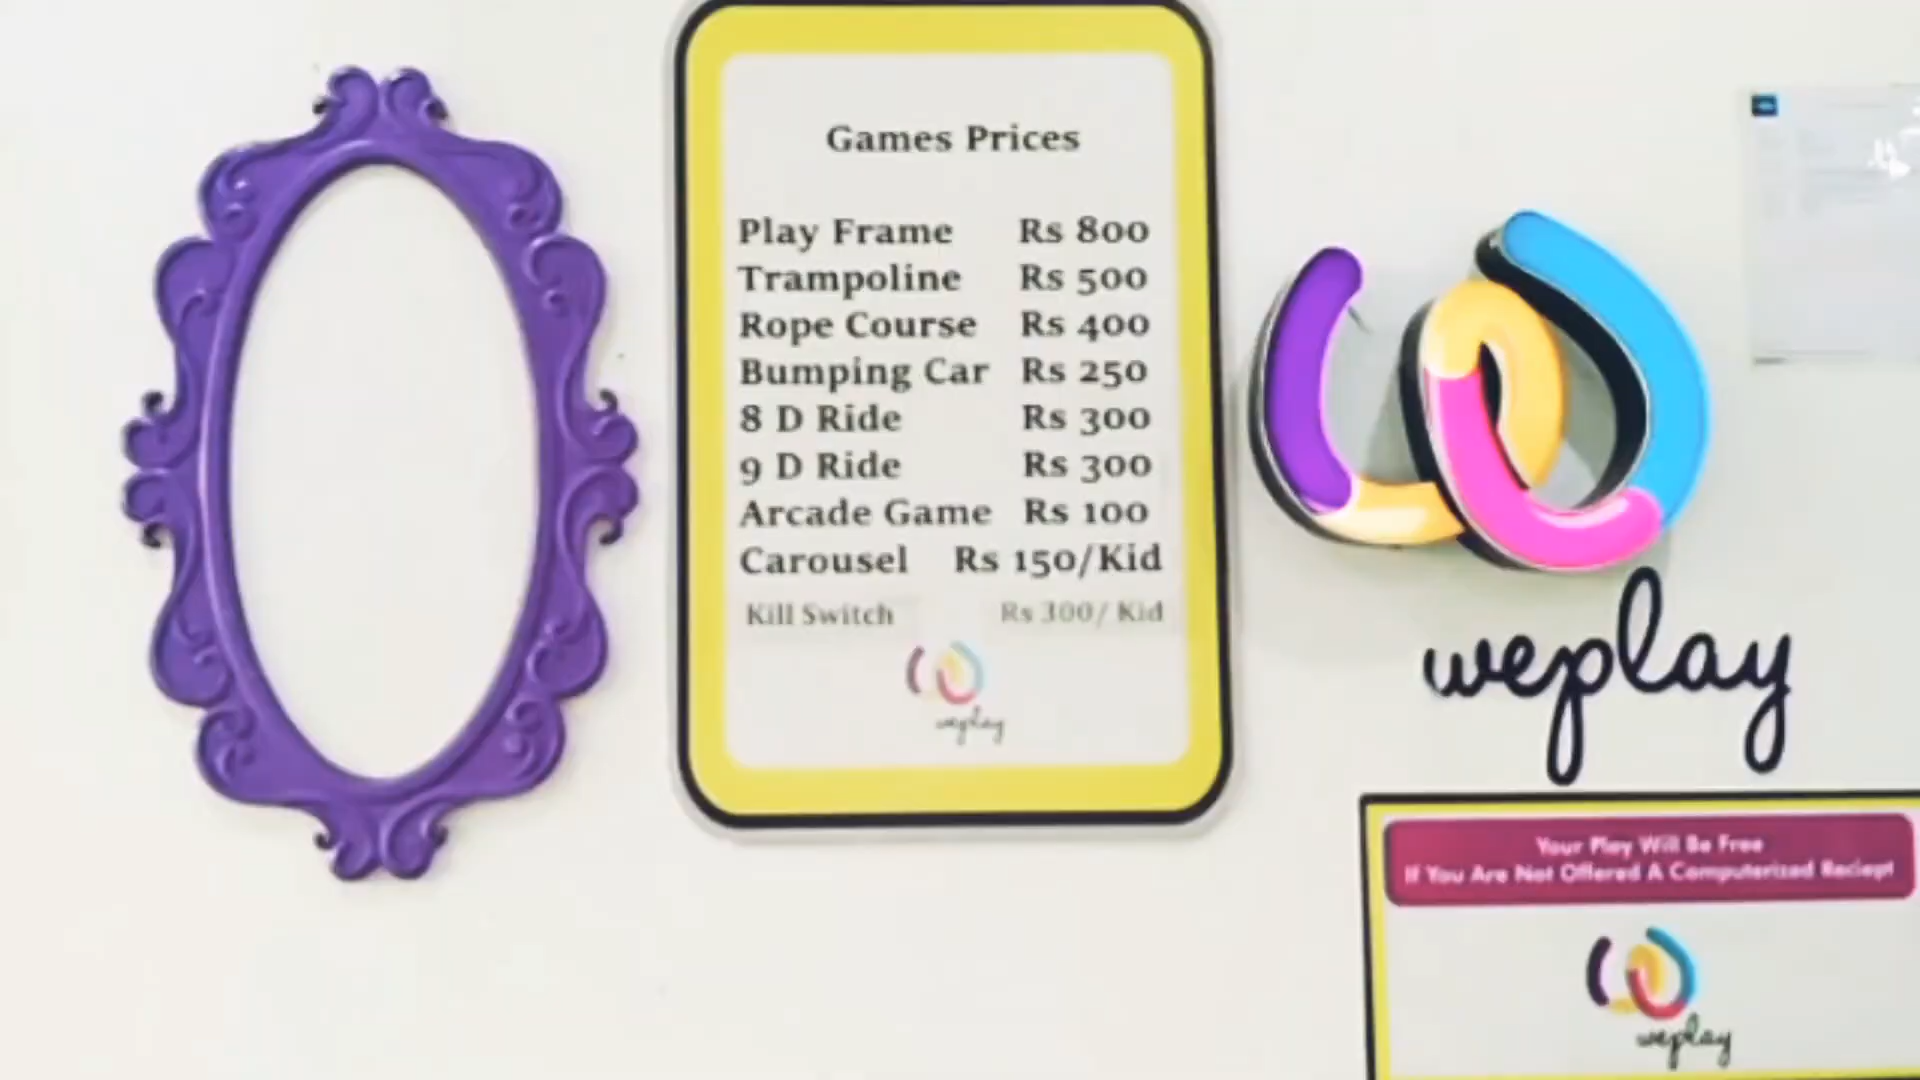 Games Prices
Play Frame Rs 800
Trampoline Rs 500
Rope Course Rs 400
Bumping Car Rs 250
8 D Ride Rs 300
9 D Ride Rs 300
Arcade Game Rs 100
Carousel Rs 150/Kid
Kill Switch Rs 300/ Kid
weplay
weplay
Your Play Will Be Free
If You Are Not Offered A Computerized Reciept
weplay